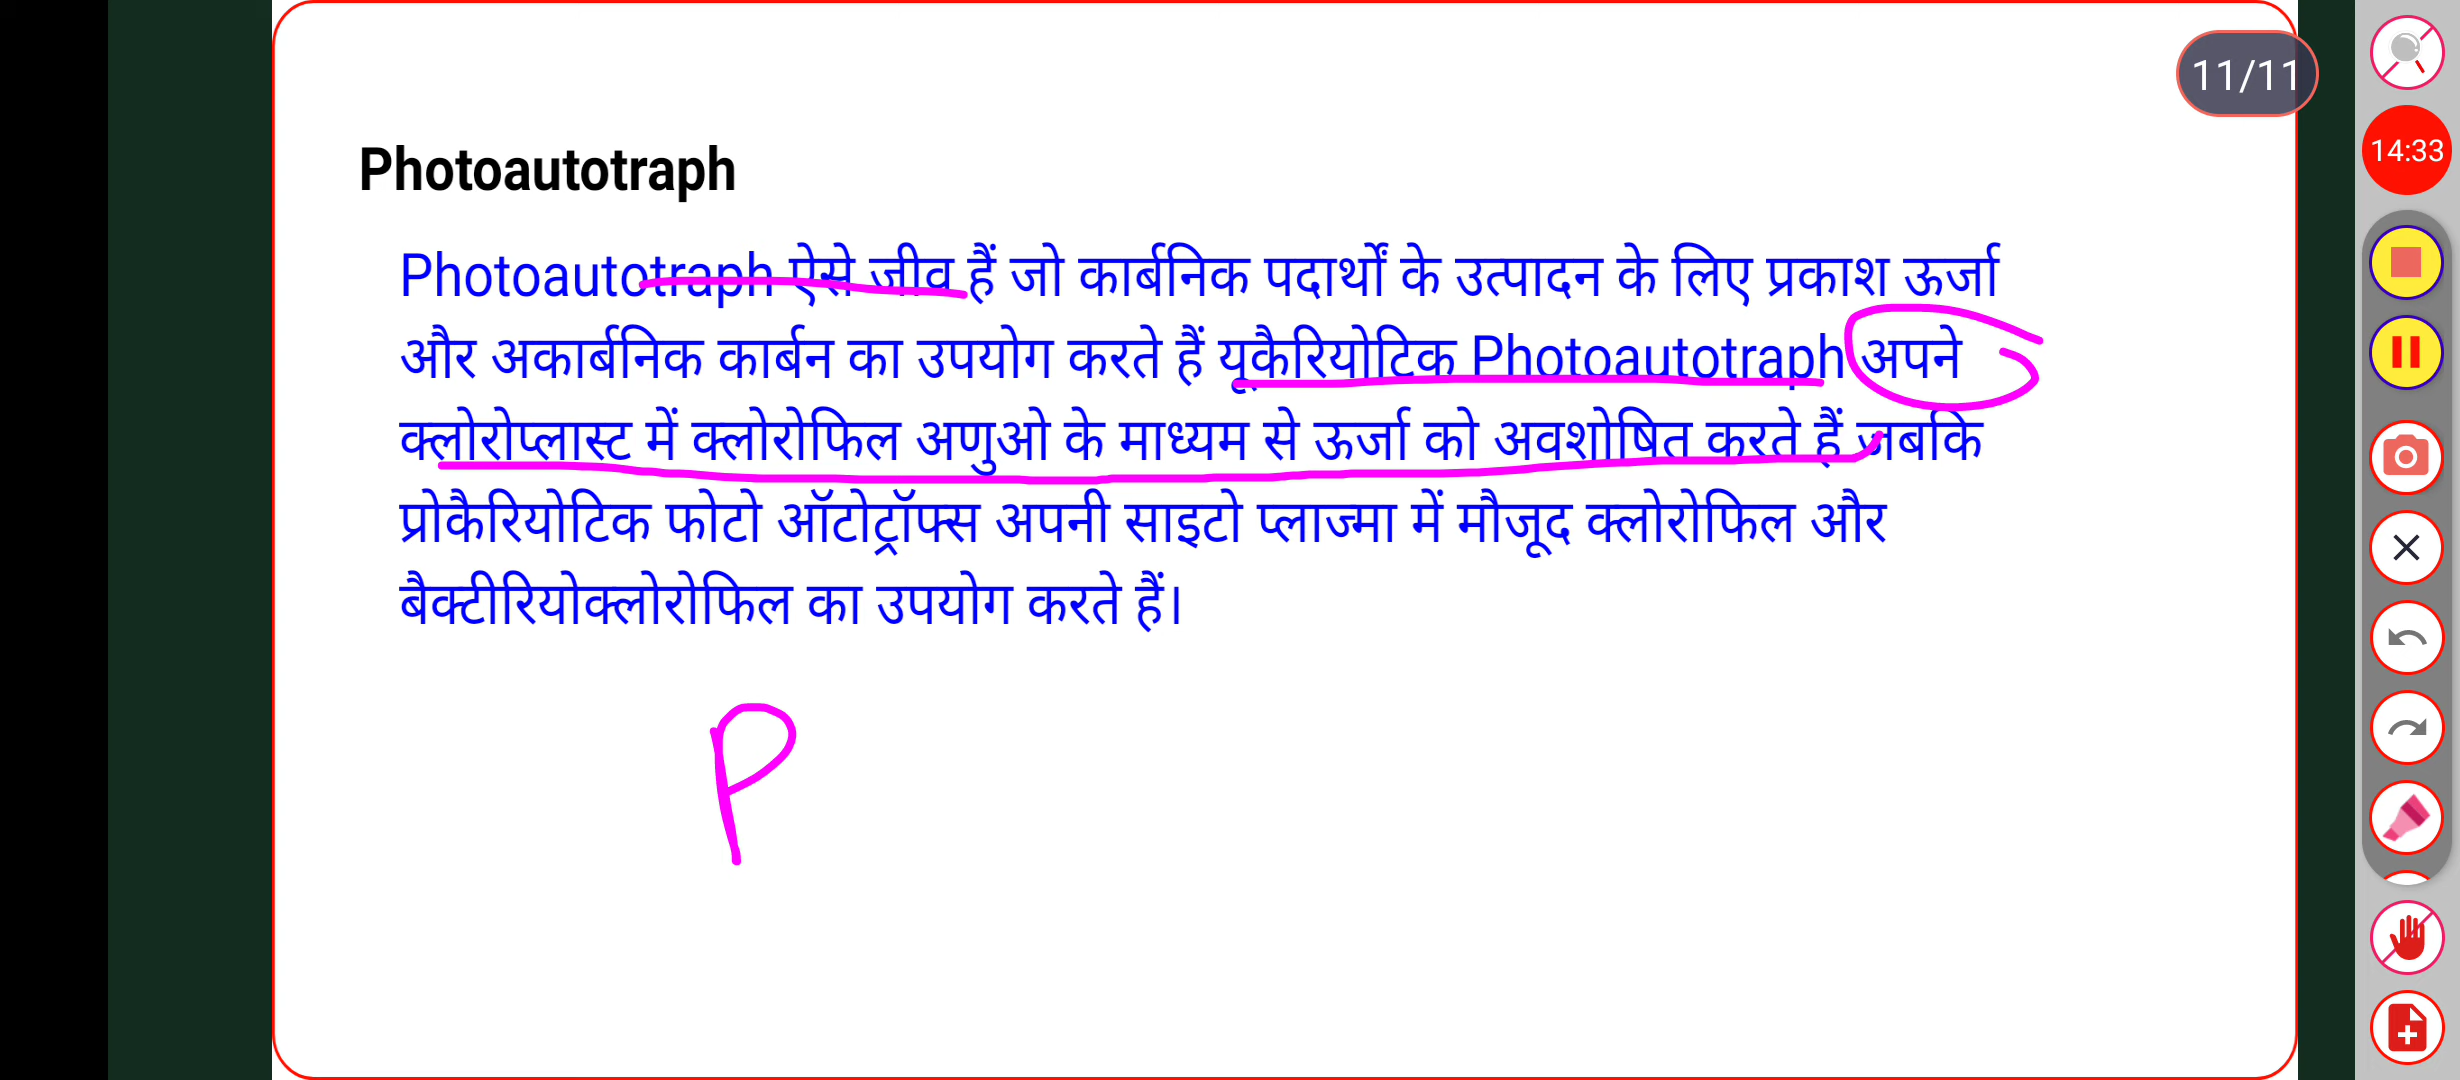 11/11
14:33
Photoautotraph
Photoautotraph ऐसे जीव हैं जो कार्बनिक पदार्थों के उत्पादन के लिए प्रकाश ऊर्जा
और अकार्बनिक कार्बन का उपयोग करते हैं यूकैरियोटिक Photoautotraph अपने
क्लोरोप्लास्ट में क्लोरोफिल अणुओ के माध्यम से ऊर्जा को अवशोषित करते हैं जबकि
प्रोकैरियोटिक फोटो ऑटोट्रॉफ्स अपनी साइटो प्लाज्मा में मौजूद क्लोरोफिल और
बैक्टीरियोक्लोरोफिल का उपयोग करते हैं।
P